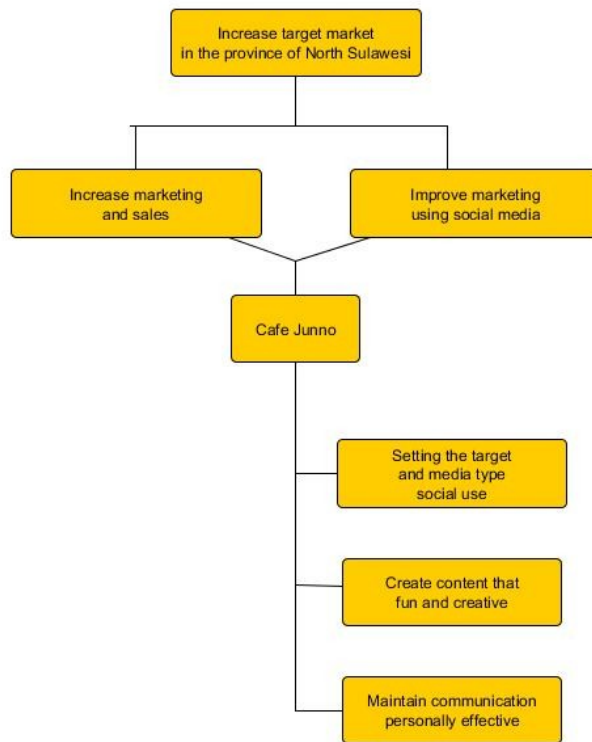 Increase target market
in the province of North Sulawesi
Increase marketing
and sales
Improve marketing
using social media
Cafe Junno
Setting the target
and media type
social use
Create content that
fun and creative
Maintain communication
personally effective